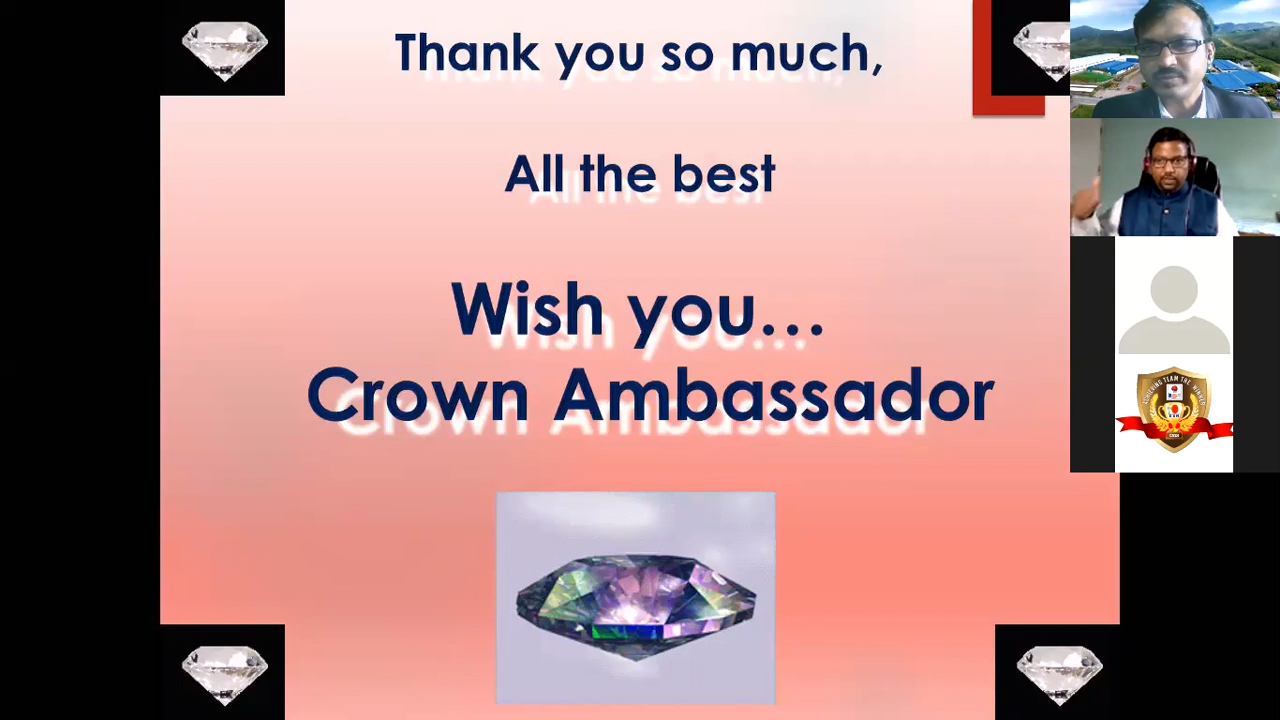 Thank you so much,
All the best
Wish you...
Crown Ambassador